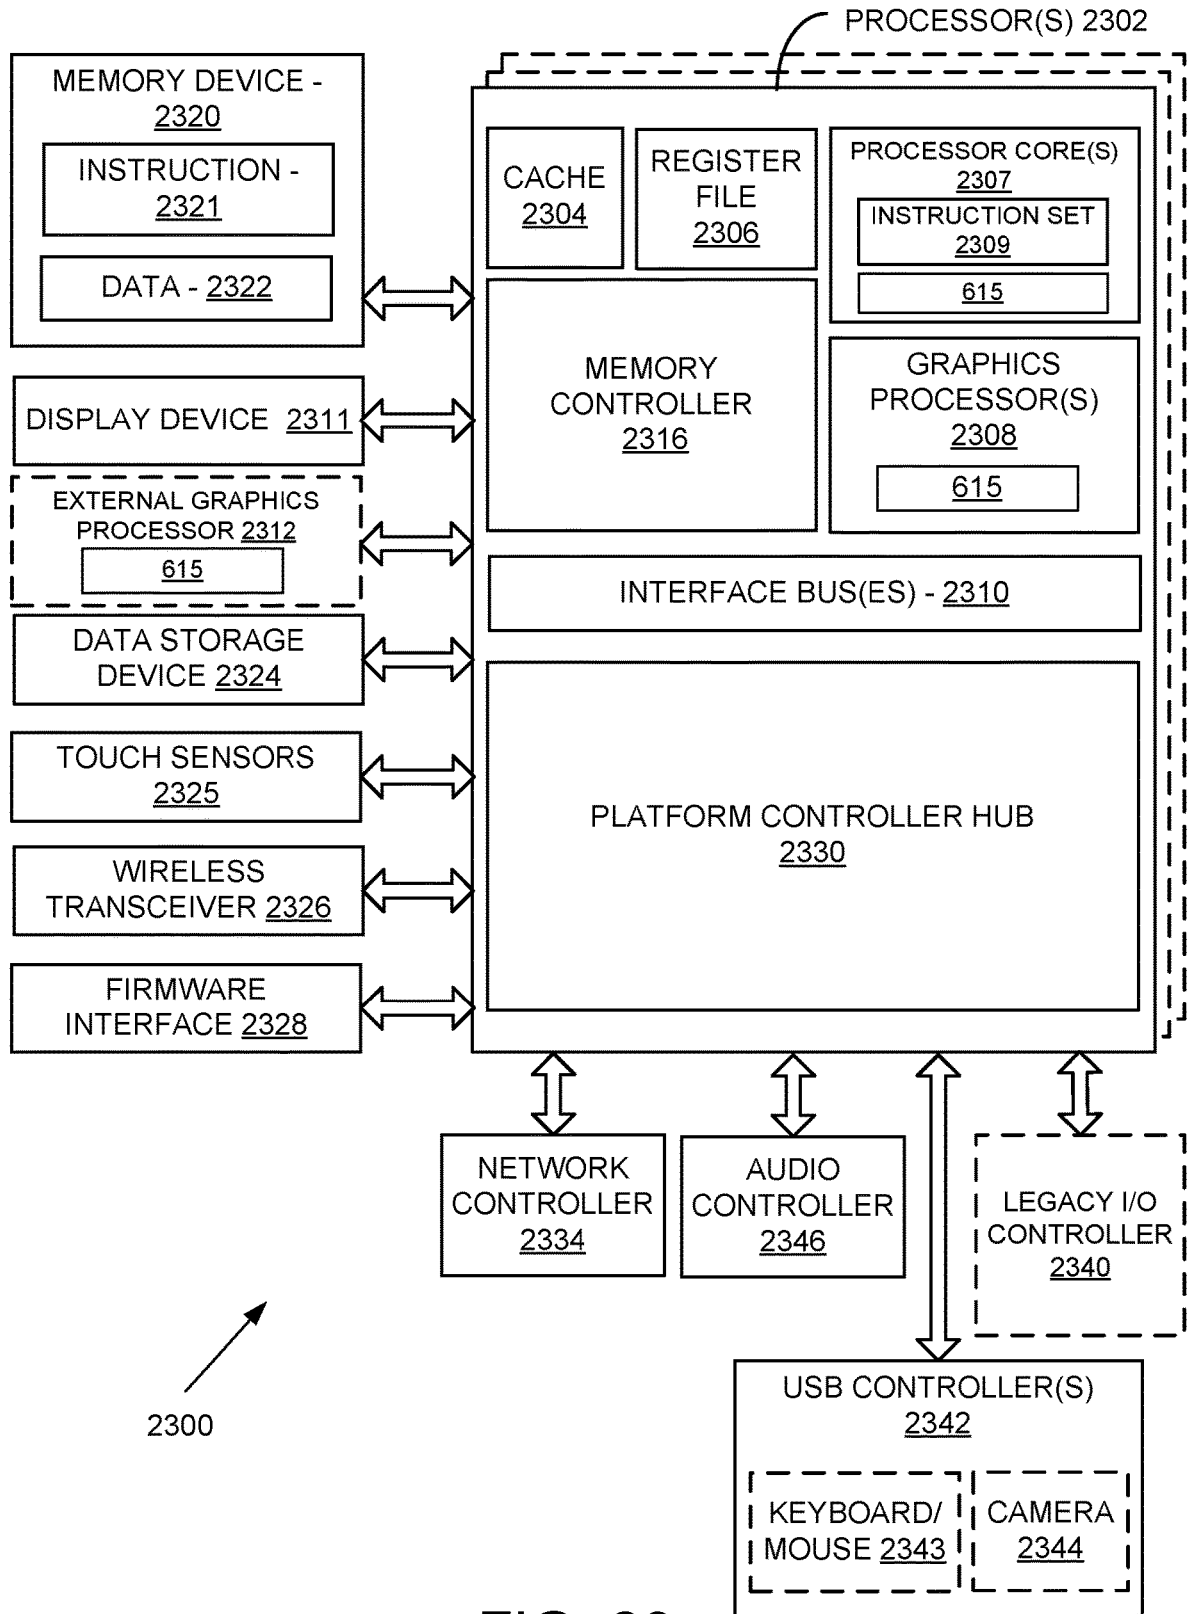 PROCESSOR(S) 2302
MEMORY DEVICE -
2320
INSTRUCTION -
2321
DATA - 2322
DISPLAY DEVICE 2311
EXTERNAL GRAPHICS
PROCESSOR 2312
615
DATA STORAGE
DEVICE 2324
TOUCH SENSORS
2325
WIRELESS
TRANSCEIVER 2326
FIRMWARE
INTERFACE 2328
CACHE
2304
REGISTER
FILE
2306
PROCESSOR CORE(S)
2307
INSTRUCTION SET
2309
615
MEMORY
CONTROLLER
2316
GRAPHICS
PROCESSOR(S)
2308
615
INTERFACE BUS(ES) - 2310
PLATFORM CONTROLLER HUB
2330
NETWORK
CONTROLLER
2334
AUDIO
CONTROLLER
2346
LEGACY I/O
CONTROLLER
2340
2300
USB CONTROLLER(S)
2342
KEYBOARD/
MOUSE 2343
CAMERA
2344